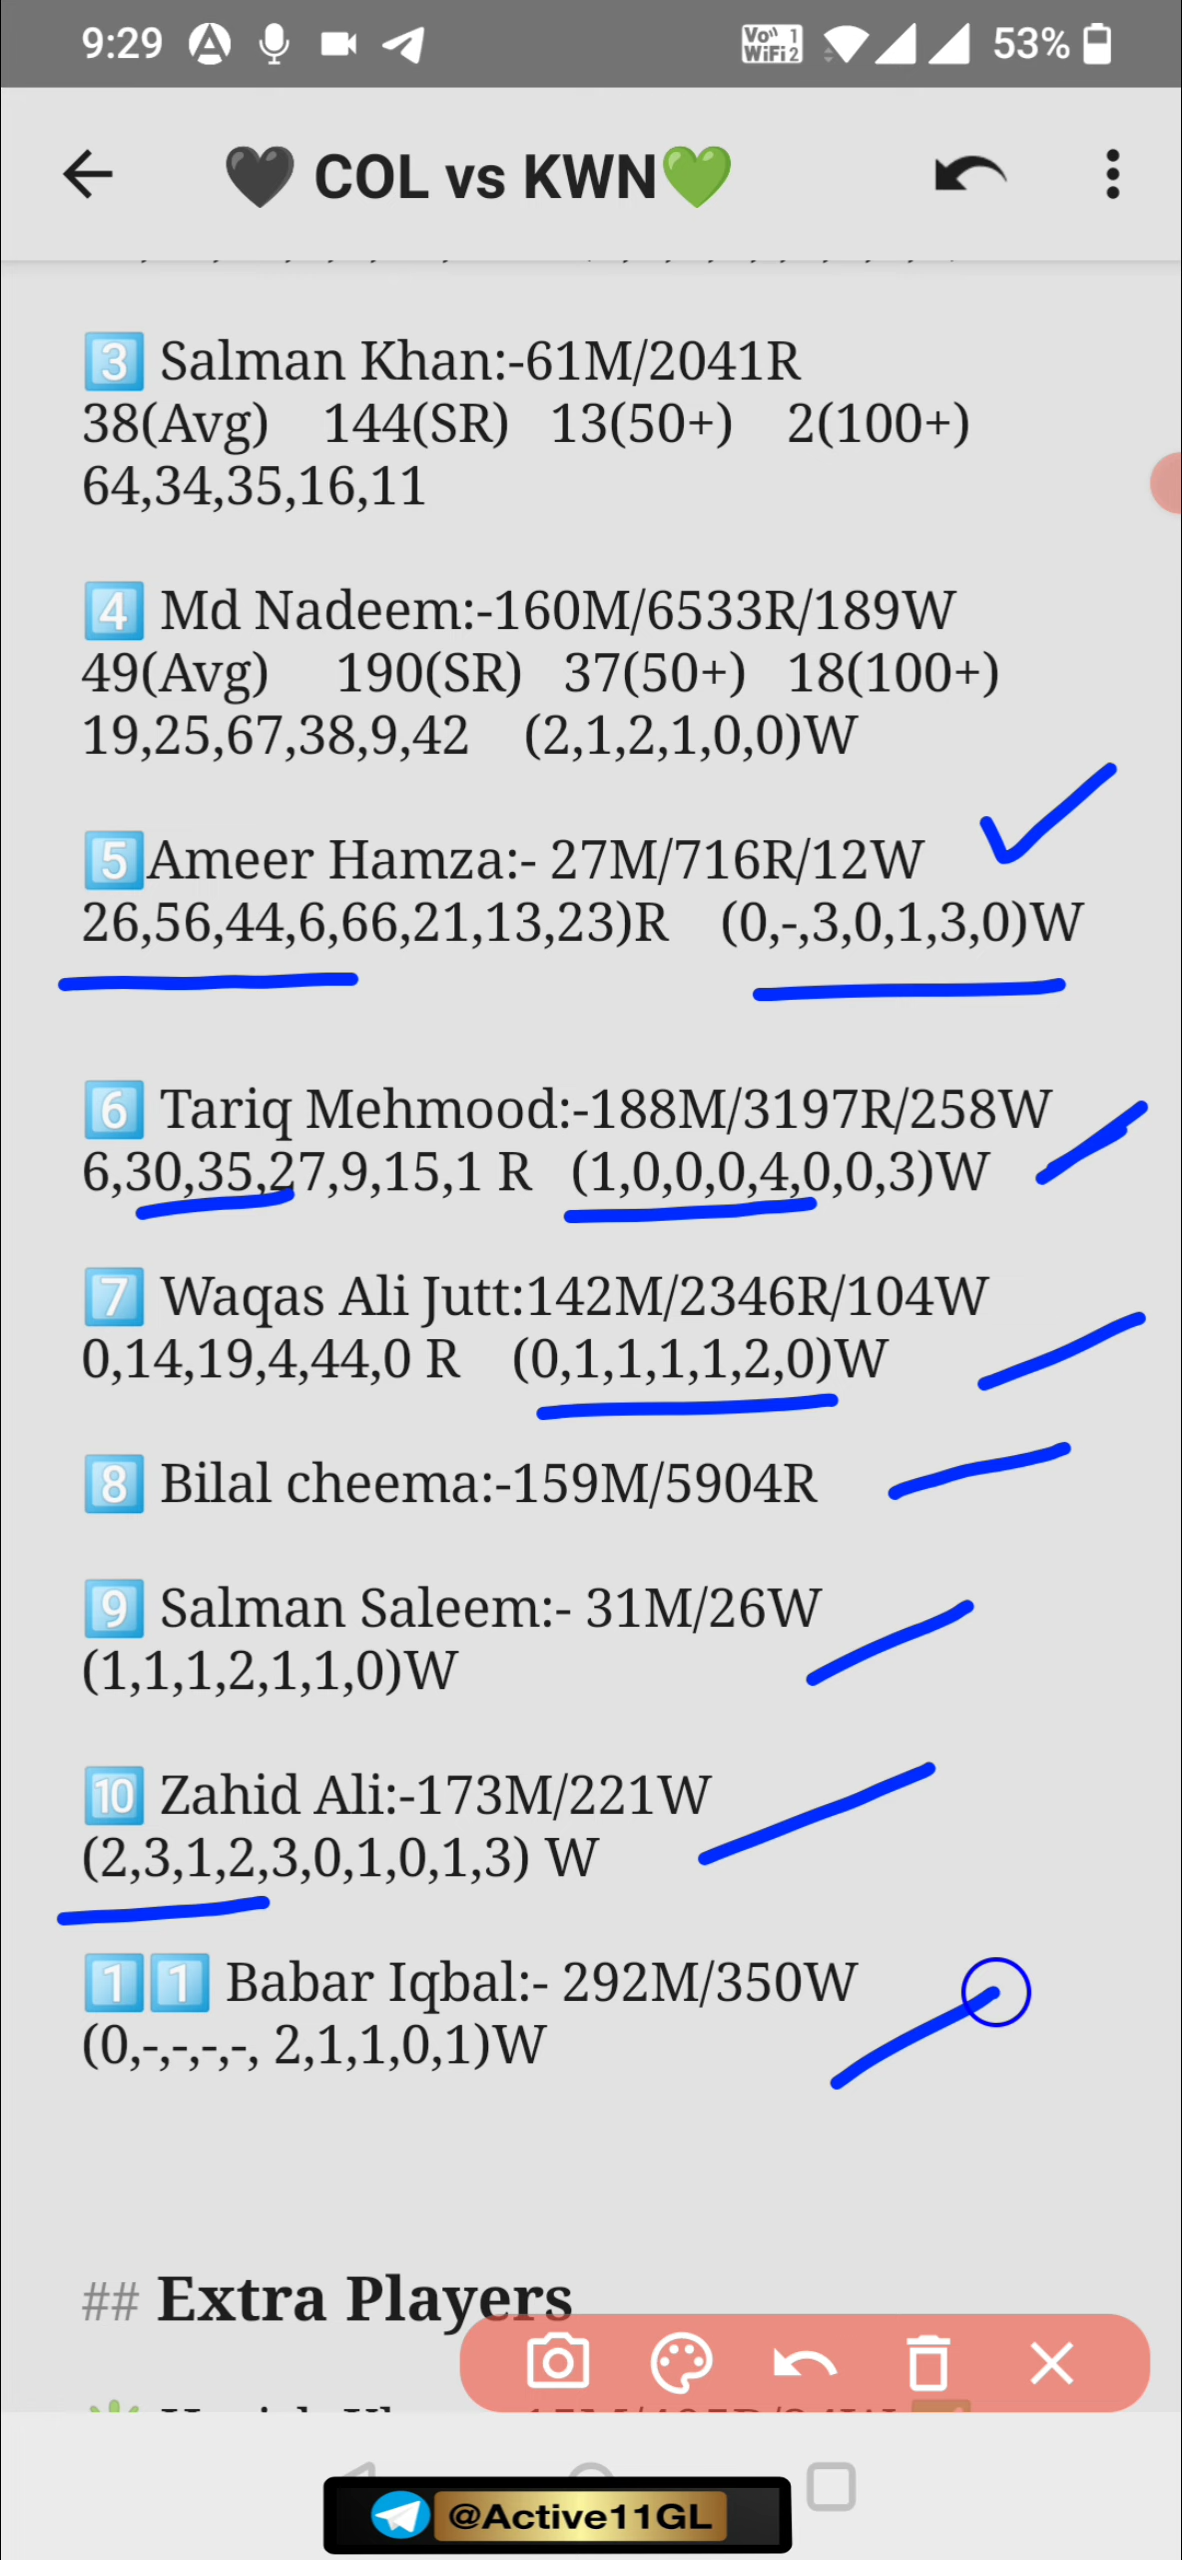 9:29
Vo)) 1
WiFi 2
53%
🖤 COL vs KWN💚
3️⃣ Salman Khan:-61M/2041R
38(Avg) 144(SR) 13(50+) 2(100+)
64,34,35,16,11
4️⃣ Md Nadeem:-160M/6533R/189W
49(Avg) 190(SR) 37(50+) 18(100+)
19,25,67,38,9,42 (2,1,2,1,0,0)W
5️⃣Ameer Hamza:- 27M/716R/12W
26,56,44,6,66,21,13,23)R (0,-,3,0,1,3,0)W
6️⃣ Tariq Mehmood:-188M/3197R/258W
6,30,35,27,9,15,1 R (1,0,0,0,4,0,0,3)W
7️⃣ Waqas Ali Jutt:142M/2346R/104W
0,14,19,4,44,0 R (0,1,1,1,1,2,0)W
8️⃣ Bilal cheema:-159M/5904R
9️⃣ Salman Saleem:- 31M/26W
(1,1,1,2,1,1,0)W
🔟 Zahid Ali:-173M/221W
(2,3,1,2,3,0,1,0,1,3) W
1️⃣1️⃣ Babar Iqbal:- 292M/350W
(0,-,-,-,-, 2,1,1,0,1)W
## Extra Players
@Active11GL